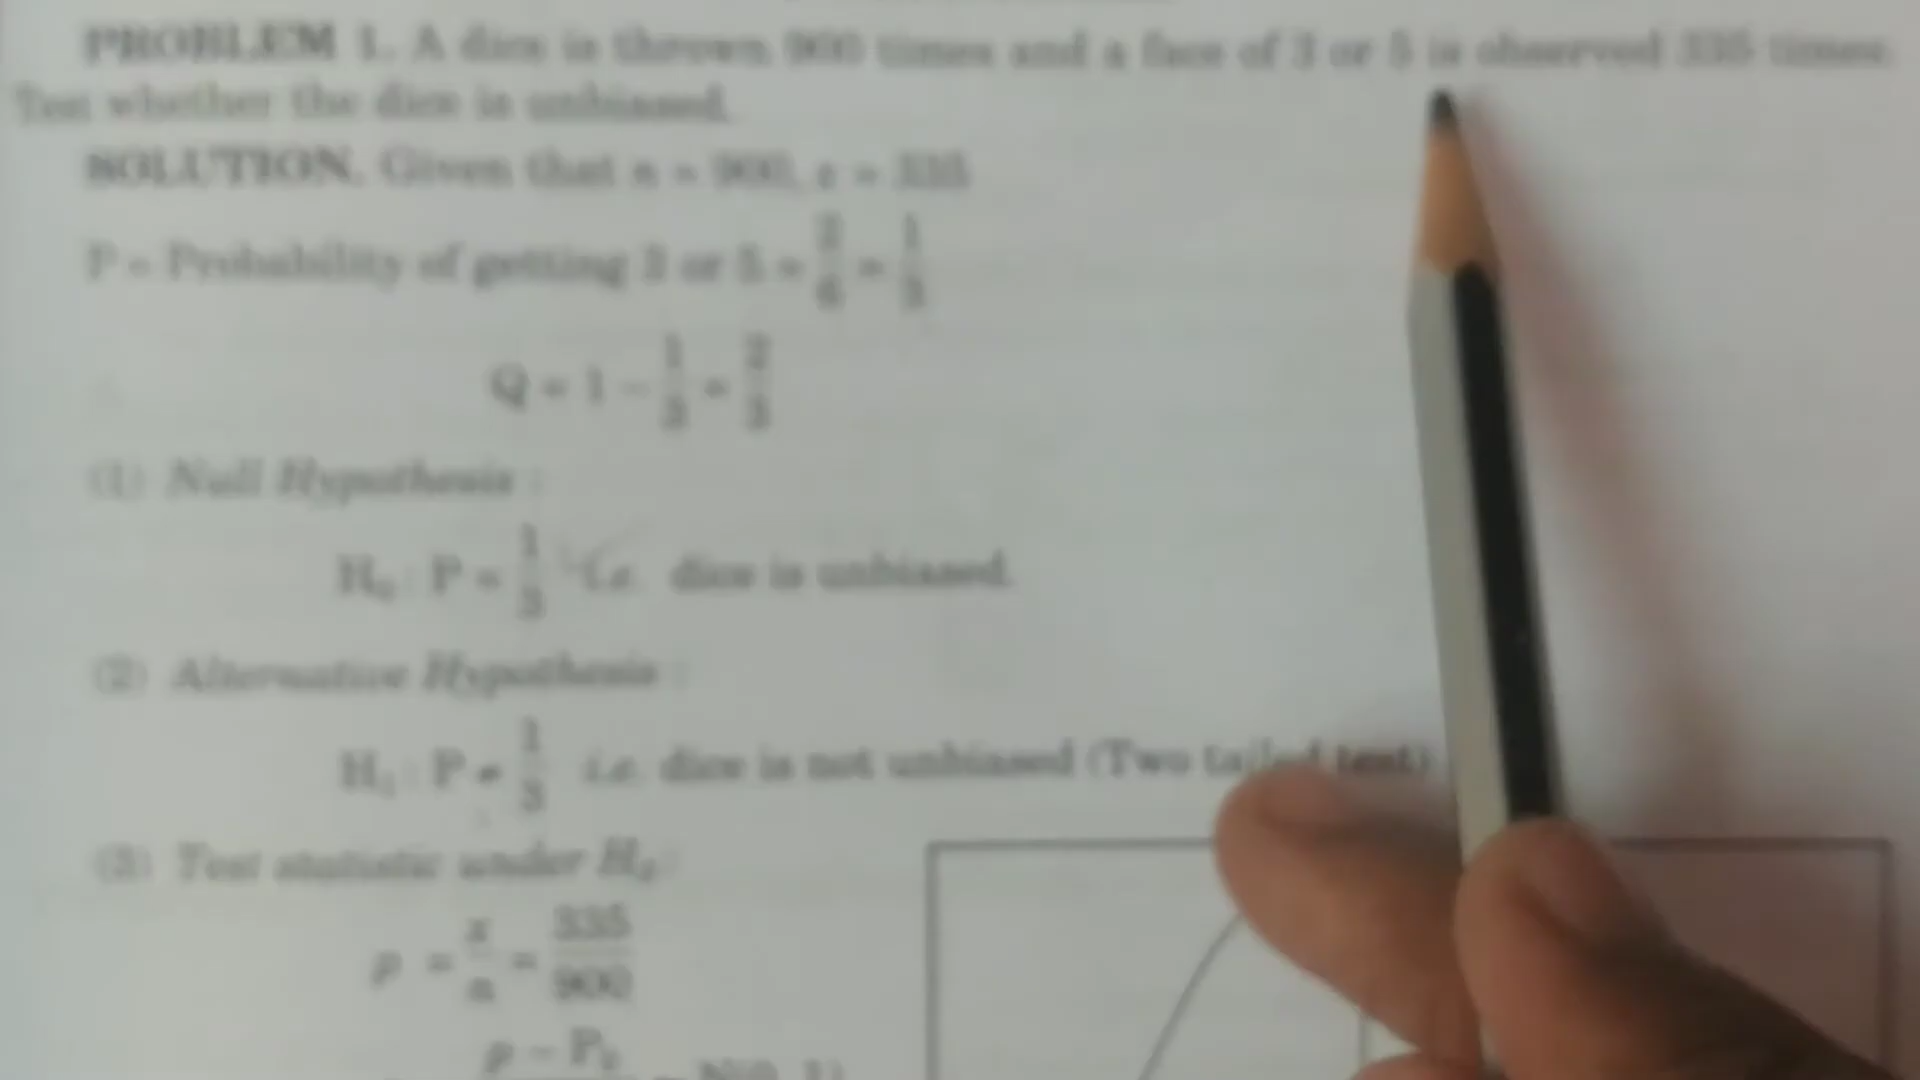 PROBLEM 1. A dice is thrown 900 times and a face of 3 or 5 is observed 335 times.
Test whether the dice is unbiased.
SOLUTION. Given that n = 900, x = 335
P = Probability of getting 3 or 5 = 2/6 = 1/3
Q = 1 – 1/3 = 2/3
(1) Null Hypothesis :
H₀ : P = 1/3 i.e. dice is unbiased.
(2) Alternative Hypothesis :
H₁ : P ≠ 1/3 i.e. dice is not unbiased (Two tailed test)
(3) Test statistic under H₀ :
p = x/n = 335/900
p – P₀
N(0, 1)